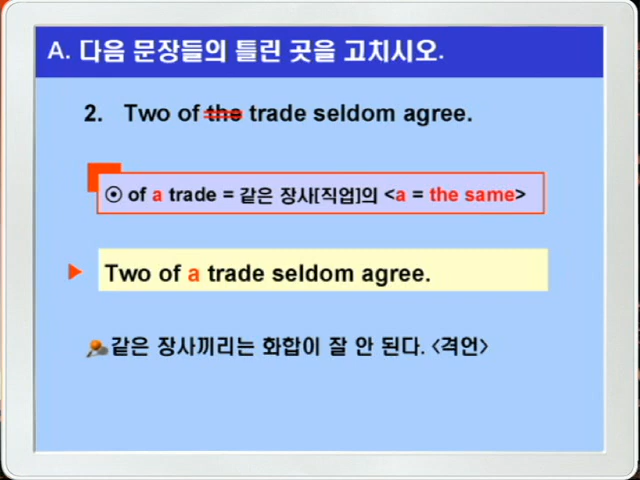 A. 다음 문장들의 틀린 곳을 고치시오.
2. Two of the trade seldom agree.
⊙ of a trade = 같은 장사[직업]의 <a = the same>
Two of a trade seldom agree.
같은 장사끼리는 화합이 잘 안 된다. <격언>